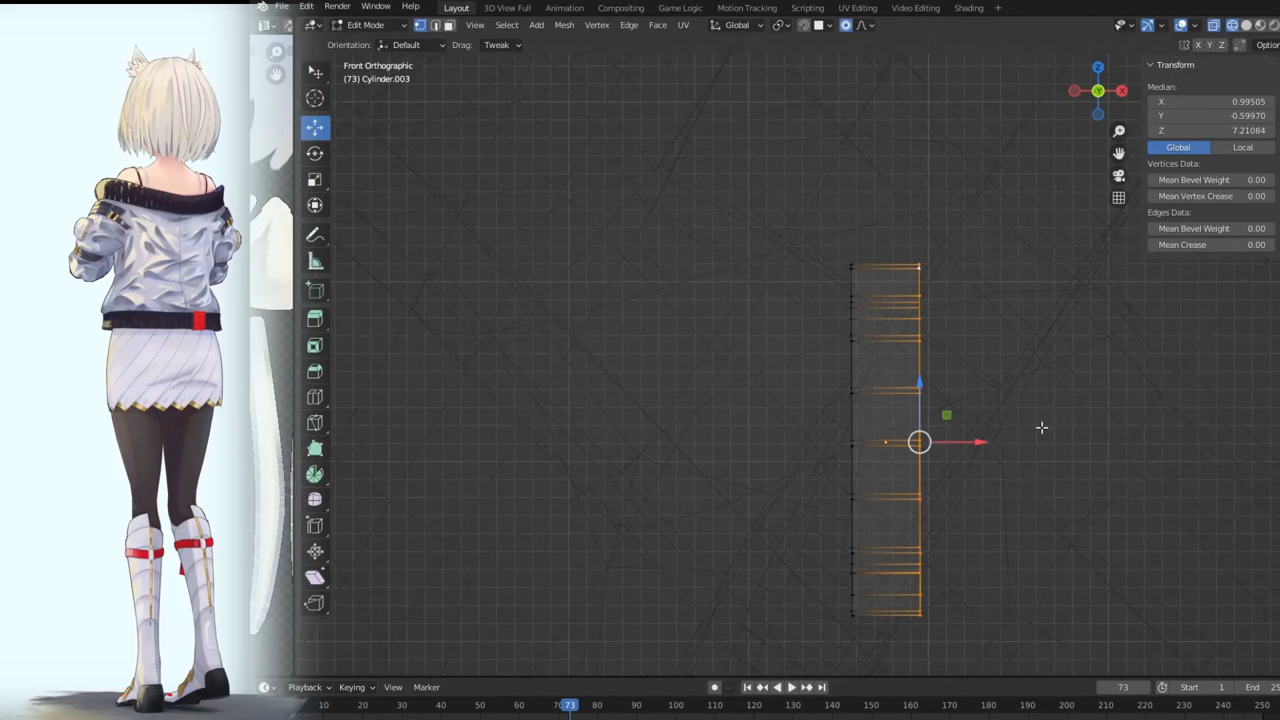 File Edit Render Window Help Layout 3D View Full Animation Compositing Game Logic Motion Tracking Scripting UV Editing Video Editing Shading +
Edit Mode View Select Add Mesh Vertex Edge Face UV Global
Orientation: Default Drag: Tweak X Y Z
Front Orthographic
(73) Cylinder.003
Z
X
Y
Transform
Median:
X 0.99505
Y -0.59970
Z 7.21084
Global Local
Vertices Data:
Mean Bevel Weight 0.00
Mean Vertex Crease 0.00
Edges Data:
Mean Bevel Weight 0.00
Mean Crease 0.00
Playback Keying View Marker 73 Start 1 End
10 20 30 40 50 60 73 80 90 100 110 120 130 140 150 160 170 180 190 200 210 220 230 240 250